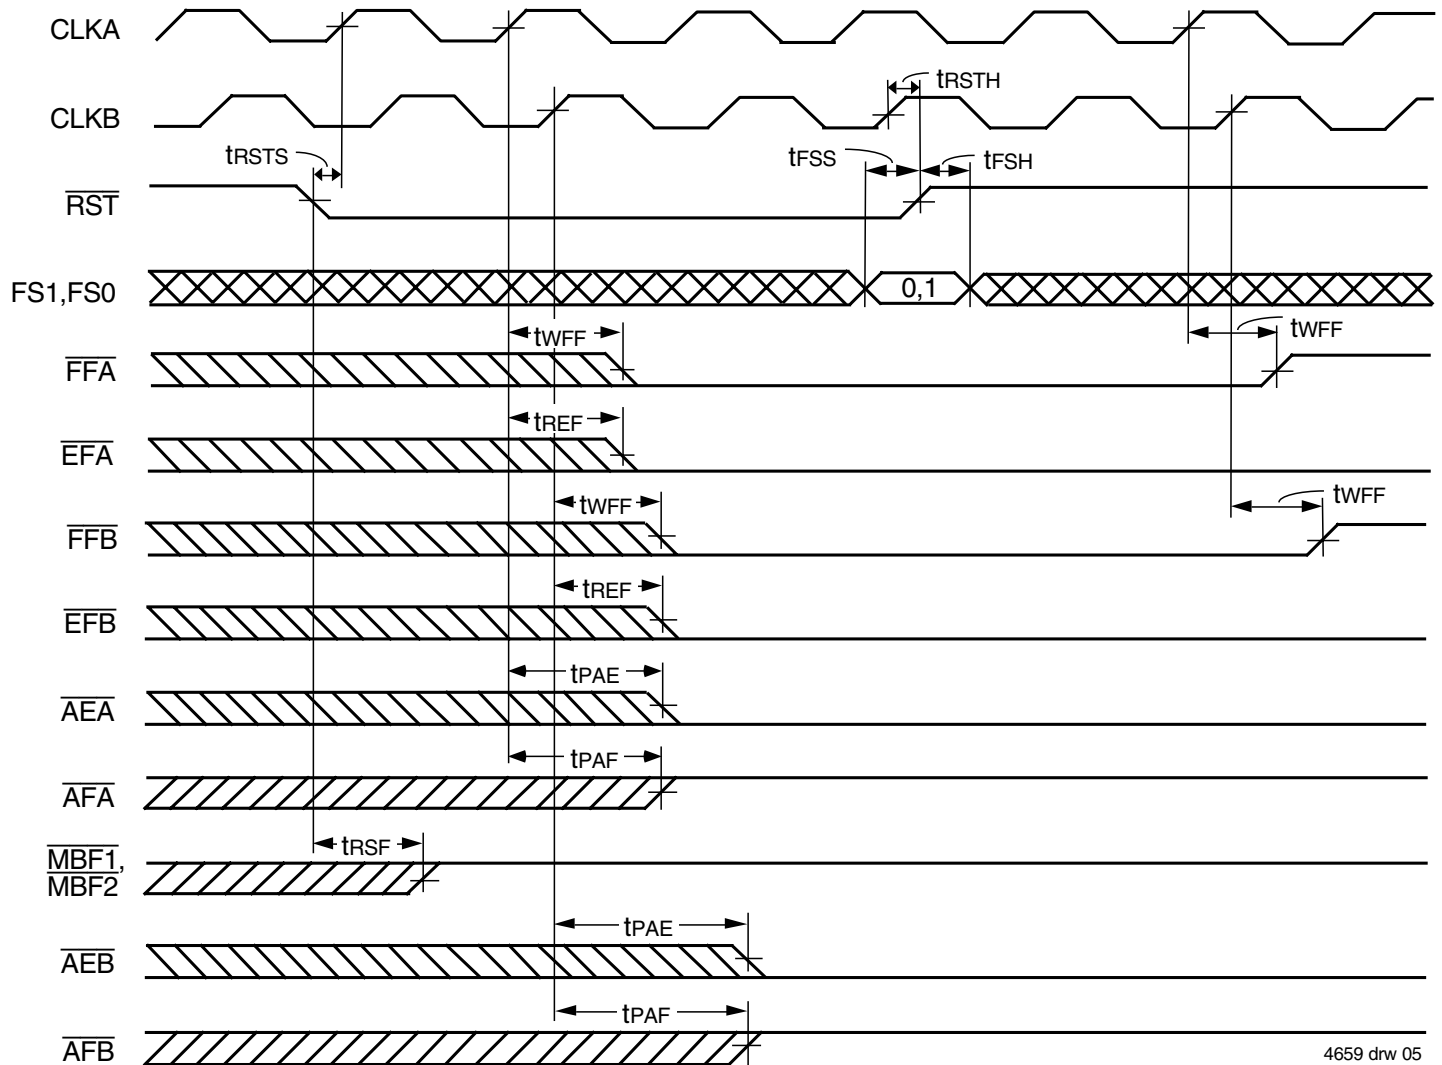 CLKA
tRSTH
CLKB
tRSTS
tFSS
tFSH
RST
FS1,FS0
0,1
tWFF
tWFF
FFA
tREF
EFA
tWFF
tWFF
FFB
tREF
EFB
tPAE
AEA
tPAF
AFA
tRSF
MBF1,
MBF2
tPAE
AEB
tPAF
AFB
4659 drw 05